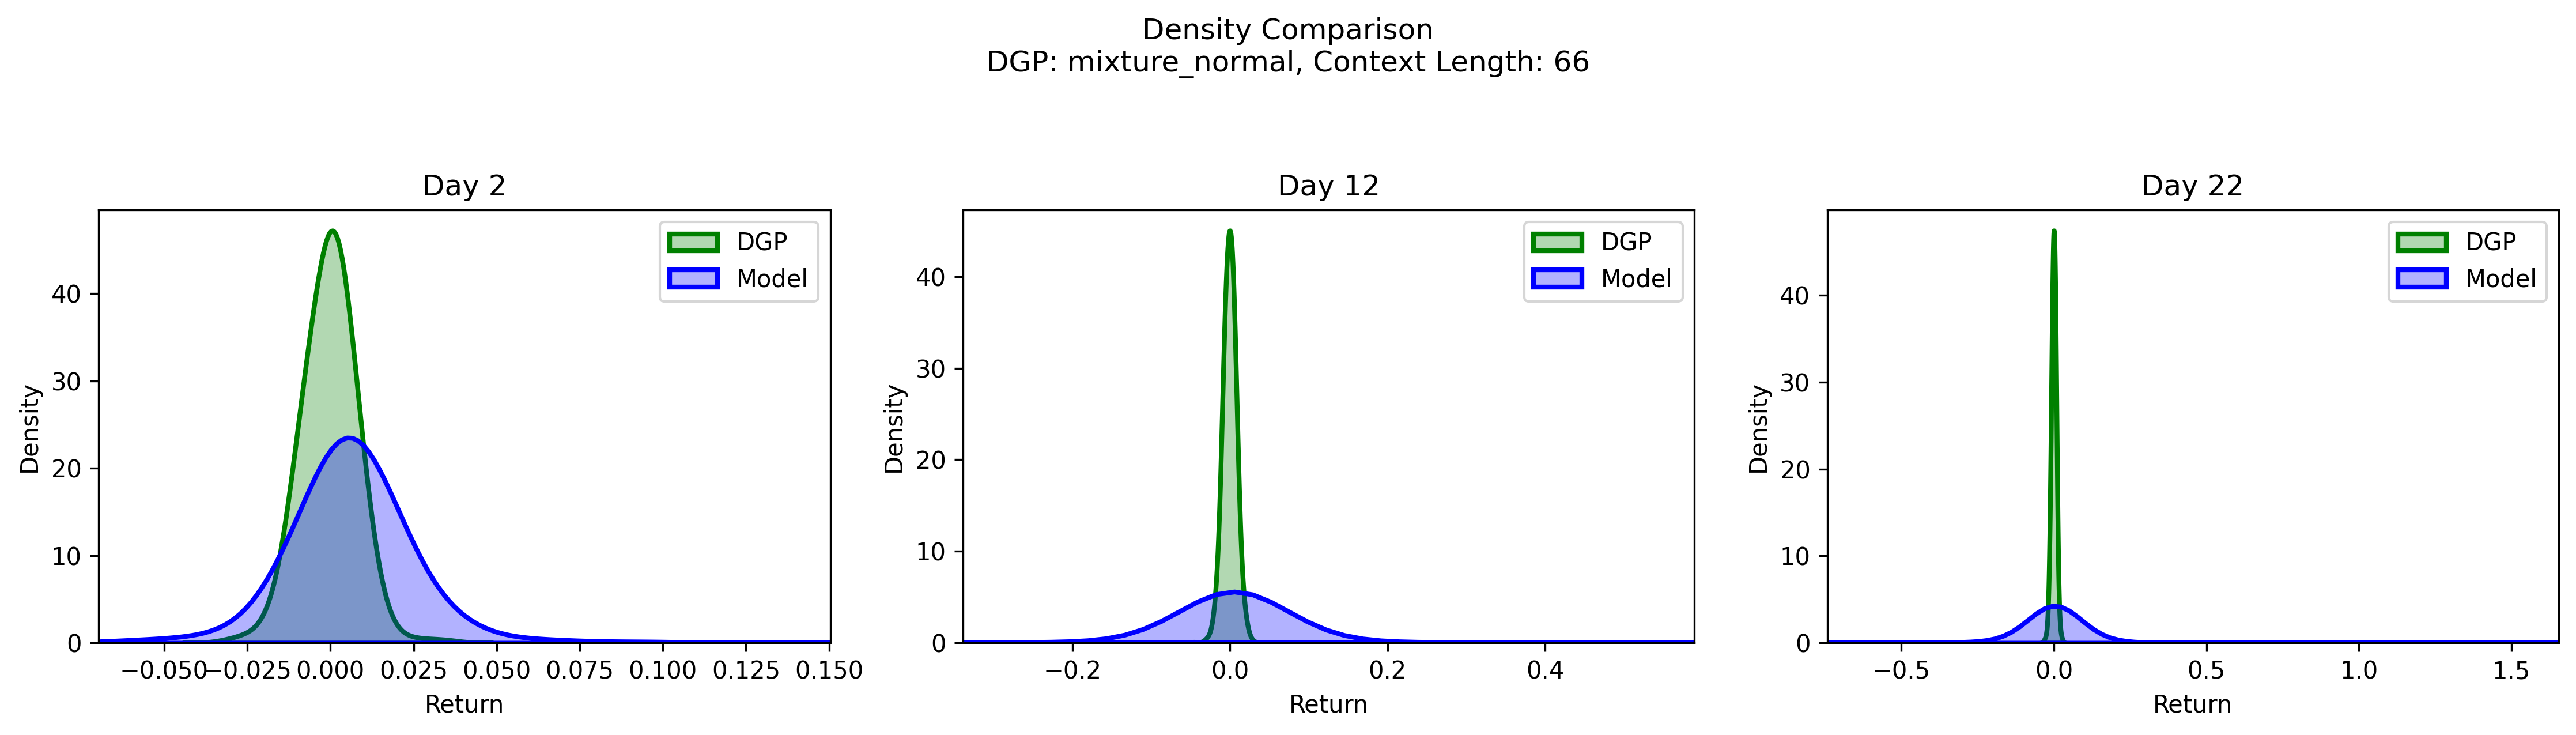 Density Comparison
DGP: mixture_normal, Context Length: 66
Day 2
DGP
Model
Density
40
30
20
10
0
−0.050 −0.025 0.000 0.025 0.050 0.075 0.100 0.125 0.150
Return
Day 12
DGP
Model
Density
40
30
20
10
0
−0.2 0.0 0.2 0.4
Return
Day 22
DGP
Model
Density
40
30
20
10
0
−0.5 0.0 0.5 1.0 1.5
Return